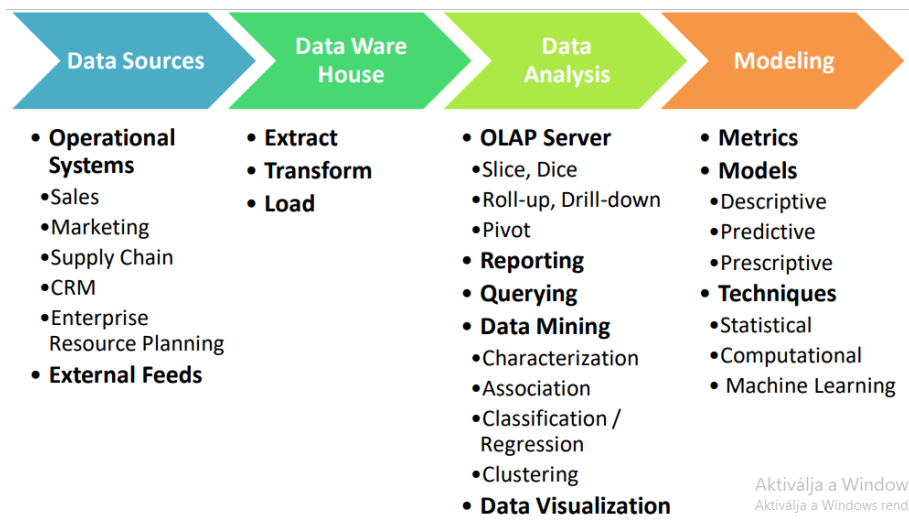 Data Sources
Data Ware
House
Data
Analysis
Modeling
• Operational
Systems
•Sales
•Marketing
•Supply Chain
•CRM
•Enterprise
Resource Planning
• External Feeds
• Extract
• Transform
• Load
• OLAP Server
•Slice, Dice
•Roll-up, Drill-down
•Pivot
• Reporting
• Querying
• Data Mining
•Characterization
•Association
•Classification /
Regression
•Clustering
• Data Visualization
• Metrics
• Models
•Descriptive
•Predictive
•Prescriptive
• Techniques
•Statistical
•Computational
• Machine Learning
Aktiválja a Window
Aktiválja a Windows rend